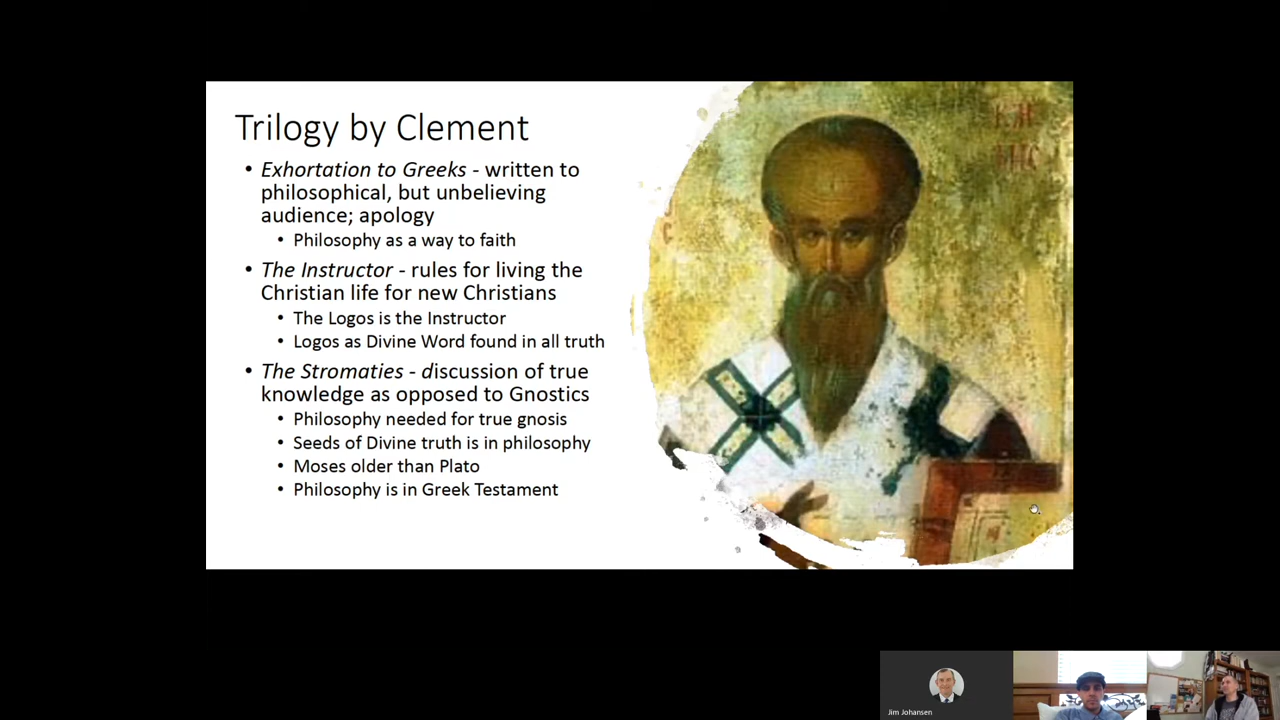 Trilogy by Clement
• Exhortation to Greeks - written to
philosophical, but unbelieving
audience; apology
• Philosophy as a way to faith
• The Instructor - rules for living the
Christian life for new Christians
• The Logos is the Instructor
• Logos as Divine Word found in all truth
• The Stromaties - discussion of true
knowledge as opposed to Gnostics
• Philosophy needed for true gnosis
• Seeds of Divine truth is in philosophy
• Moses older than Plato
• Philosophy is in Greek Testament
Jim Johansen